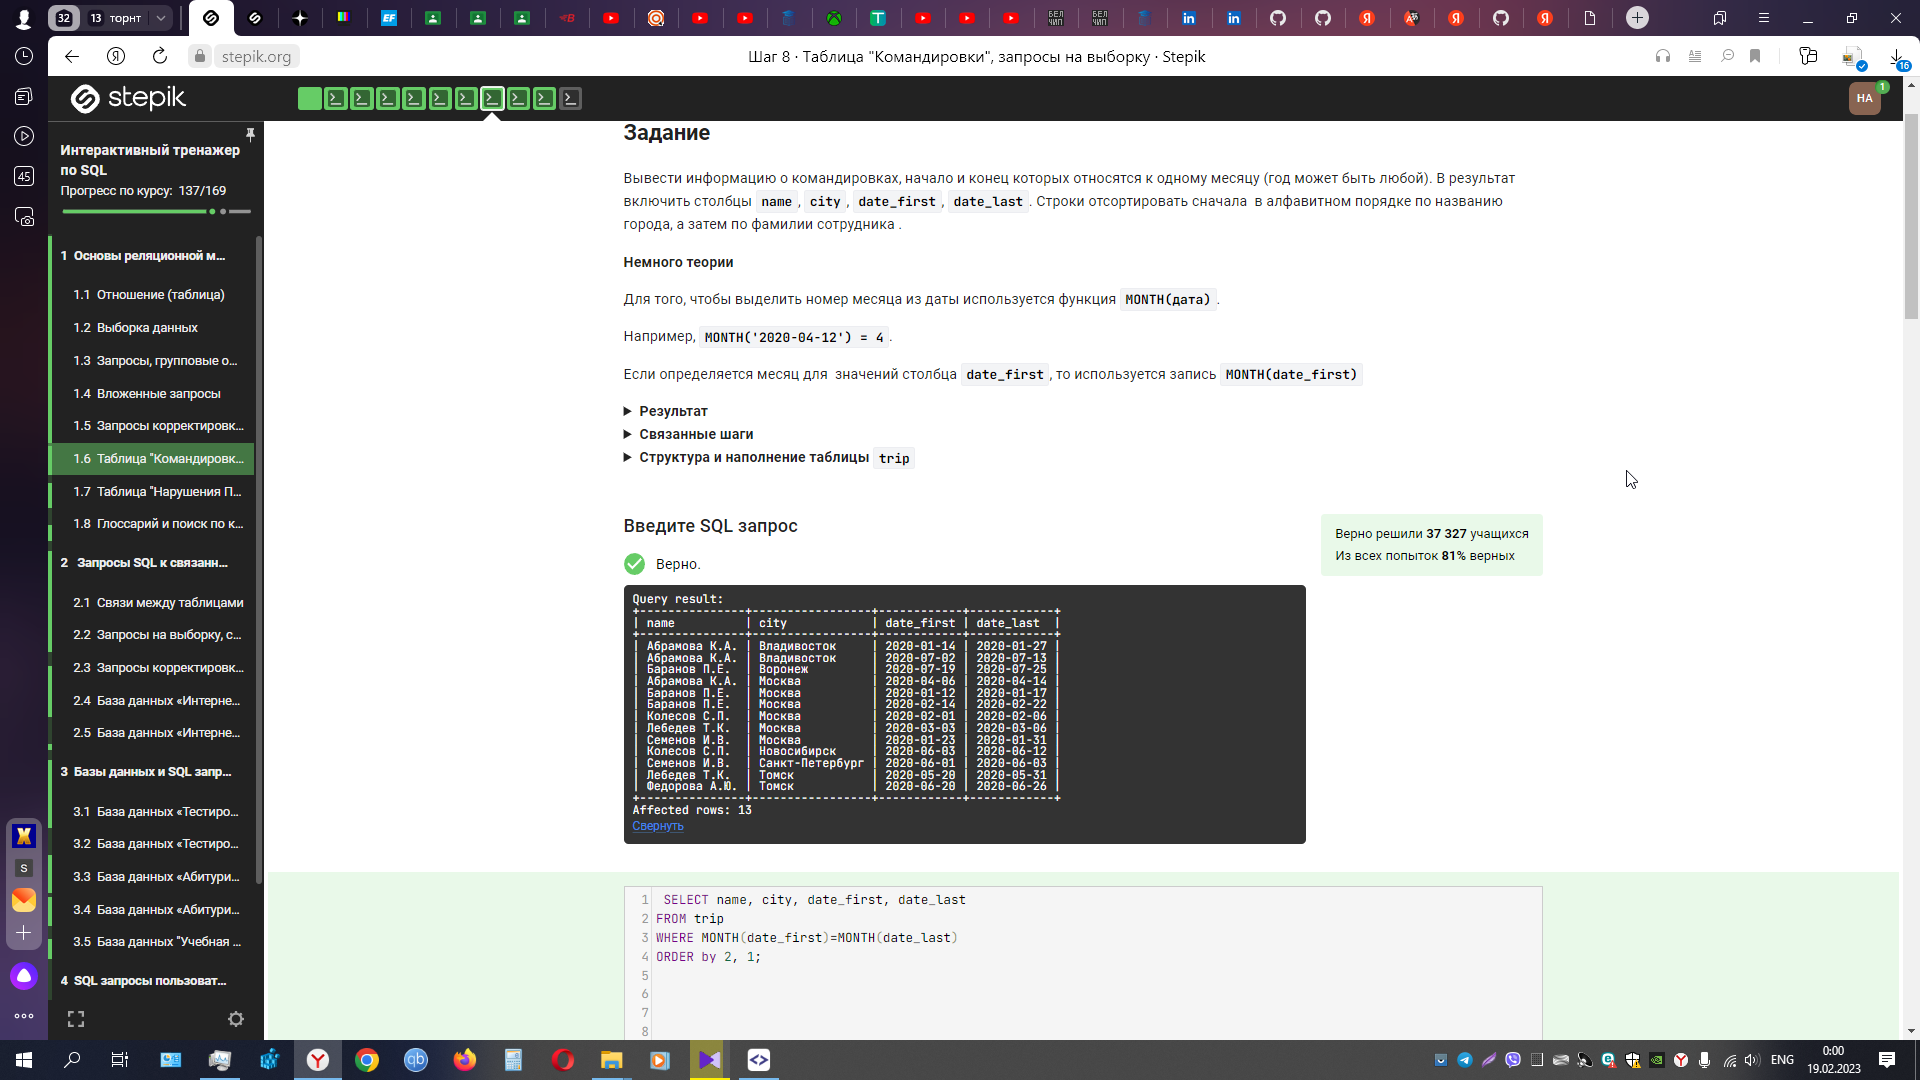 32
13
торнт
stepik.org
Шаг 8 · Таблица "Командировки", запросы на выборку · Stepik
16
45
stepik
НА
1
Интерактивный тренажер по SQL
Прогресс по курсу: 137/169
1 Основы реляционной м...
1.1 Отношение (таблица)
1.2 Выборка данных
1.3 Запросы, групповые о...
1.4 Вложенные запросы
1.5 Запросы корректировк...
1.6 Таблица "Командировк...
1.7 Таблица "Нарушения П...
1.8 Глоссарий и поиск по к...
2 Запросы SQL к связанн...
2.1 Связи между таблицами
2.2 Запросы на выборку, с...
2.3 Запросы корректировк...
2.4 База данных «Интерне...
2.5 База данных «Интерне...
3 Базы данных и SQL запр...
3.1 База данных «Тестиро...
3.2 База данных «Тестиро...
3.3 База данных «Абитури...
3.4 База данных «Абитури...
3.5 База данных "Учебная ...
4 SQL запросы пользоват...
Задание
Вывести информацию о командировках, начало и конец которых относятся к одному месяцу (год может быть любой). В результат
включить столбцы name, city, date_first, date_last. Строки отсортировать сначала в алфавитном порядке по названию
города, а затем по фамилии сотрудника .
Немного теории
Для того, чтобы выделить номер месяца из даты используется функция MONTH(дата) .
Например, MONTH('2020-04-12') = 4 .
Если определяется месяц для значений столбца date_first , то используется запись MONTH(date_first)
Результат
Связанные шаги
Структура и наполнение таблицы trip
Введите SQL запрос
Верно решили 37 327 учащихся
Из всех попыток 81% верных
Верно.
Query result:
+---------------+-----------------+------------+------------+
| name | city | date_first | date_last |
+---------------+-----------------+------------+------------+
| Абрамова К.А. | Владивосток | 2020-01-14 | 2020-01-27 |
| Абрамова К.А. | Владивосток | 2020-07-02 | 2020-07-13 |
| Баранов П.Е. | Воронеж | 2020-07-19 | 2020-07-25 |
| Абрамова К.А. | Москва | 2020-04-06 | 2020-04-14 |
| Баранов П.Е. | Москва | 2020-01-12 | 2020-01-17 |
| Баранов П.Е. | Москва | 2020-02-14 | 2020-02-22 |
| Колесов С.П. | Москва | 2020-02-01 | 2020-02-06 |
| Лебедев Т.К. | Москва | 2020-03-03 | 2020-03-06 |
| Семенов И.В. | Москва | 2020-01-23 | 2020-01-31 |
| Колесов С.П. | Новосибирск | 2020-06-03 | 2020-06-12 |
| Семенов И.В. | Санкт-Петербург | 2020-06-01 | 2020-06-03 |
| Лебедев Т.К. | Томск | 2020-05-20 | 2020-05-31 |
| Федорова А.Ю. | Томск | 2020-06-20 | 2020-06-26 |
+---------------+-----------------+------------+------------+
Affected rows: 13
Свернуть
1 SELECT name, city, date_first, date_last
2 FROM trip
3 WHERE MONTH(date_first)=MONTH(date_last)
4 ORDER by 2, 1;
5
6
7
8
ENG
0:00
19.02.2023